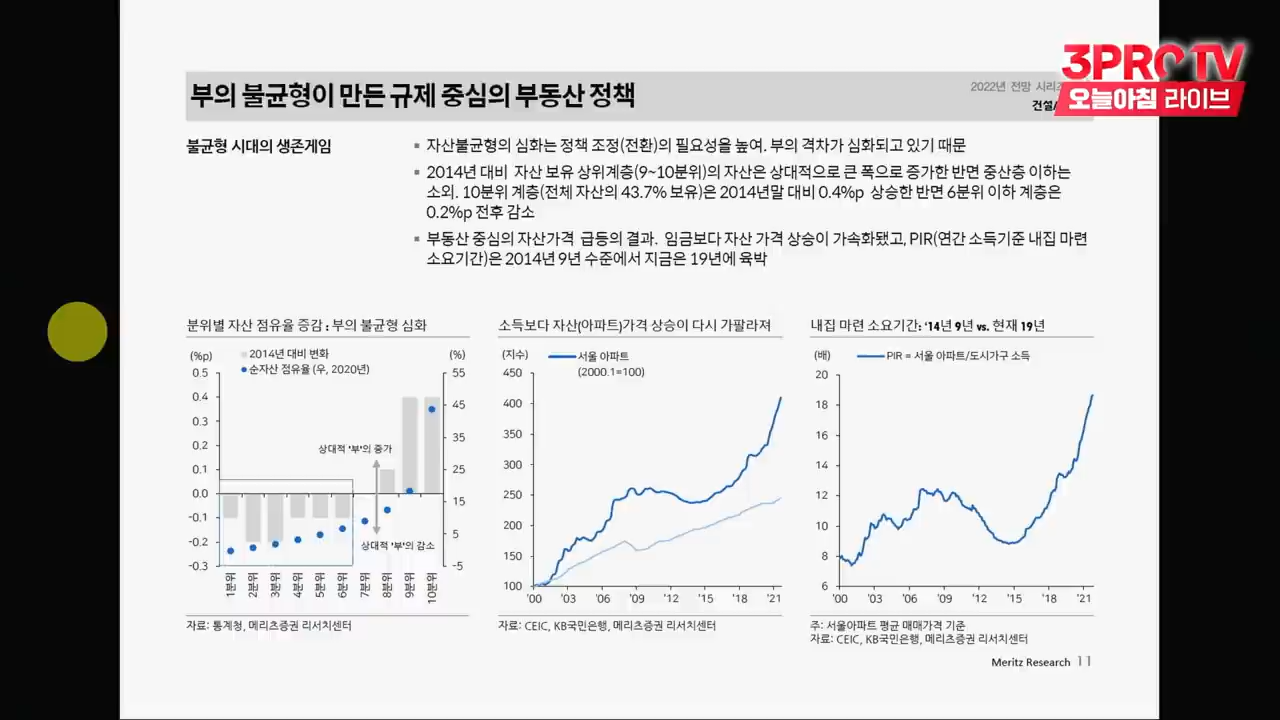 3PROTV
오늘아침 라이브
부의 불균형이 만든 규제 중심의 부동산 정책
2022년 전망 시리
건설/
불균형 시대의 생존게임
▪ 자산불균형의 심화는 정책 조정(전환)의 필요성을 높여. 부의 격차가 심화되고 있기 때문
▪ 2014년 대비 자산 보유 상위계층(9~10분위)의 자산은 상대적으로 큰 폭으로 증가한 반면 중산층 이하는
소외. 10분위 계층(전체 자산의 43.7% 보유)은 2014년말 대비 0.4%p 상승한 반면 6분위 이하 계층은
0.2%p 전후 감소
▪ 부동산 중심의 자산가격 급등의 결과. 임금보다 자산 가격 상승이 가속화됐고, PIR(연간 소득기준 내집 마련
소요기간)은 2014년 9년 수준에서 지금은 19년에 육박
분위별 자산 점유율 증감 : 부의 불균형 심화
(%p)
2014년 대비 변화
순자산 점유율 (우, 2020년)
(%)
0.5
0.4
0.3
0.2
0.1
0.0
-0.1
-0.2
-0.3
55
45
35
25
15
5
-5
상대적 '부'의 증가
상대적 '부'의 감소
1분위 2분위 3분위 4분위 5분위 6분위 7분위 8분위 9분위 10분위
자료: 통계청, 메리츠증권 리서치센터
소득보다 자산(아파트)가격 상승이 다시 가팔라져
(지수)
서울 아파트
(2000.1=100)
450
400
350
300
250
200
150
100
'00 '03 '06 '09 '12 '15 '18 '21
자료: CEIC, KB국민은행, 메리츠증권 리서치센터
내집 마련 소요기간: '14년 9년 vs. 현재 19년
(배)
PIR = 서울 아파트/도시가구 소득
20
18
16
14
12
10
8
6
'00 '03 '06 '09 '12 '15 '18 '21
주: 서울아파트 평균 매매가격 기준
자료: CEIC, KB국민은행, 메리츠증권 리서치센터
Meritz Research 11